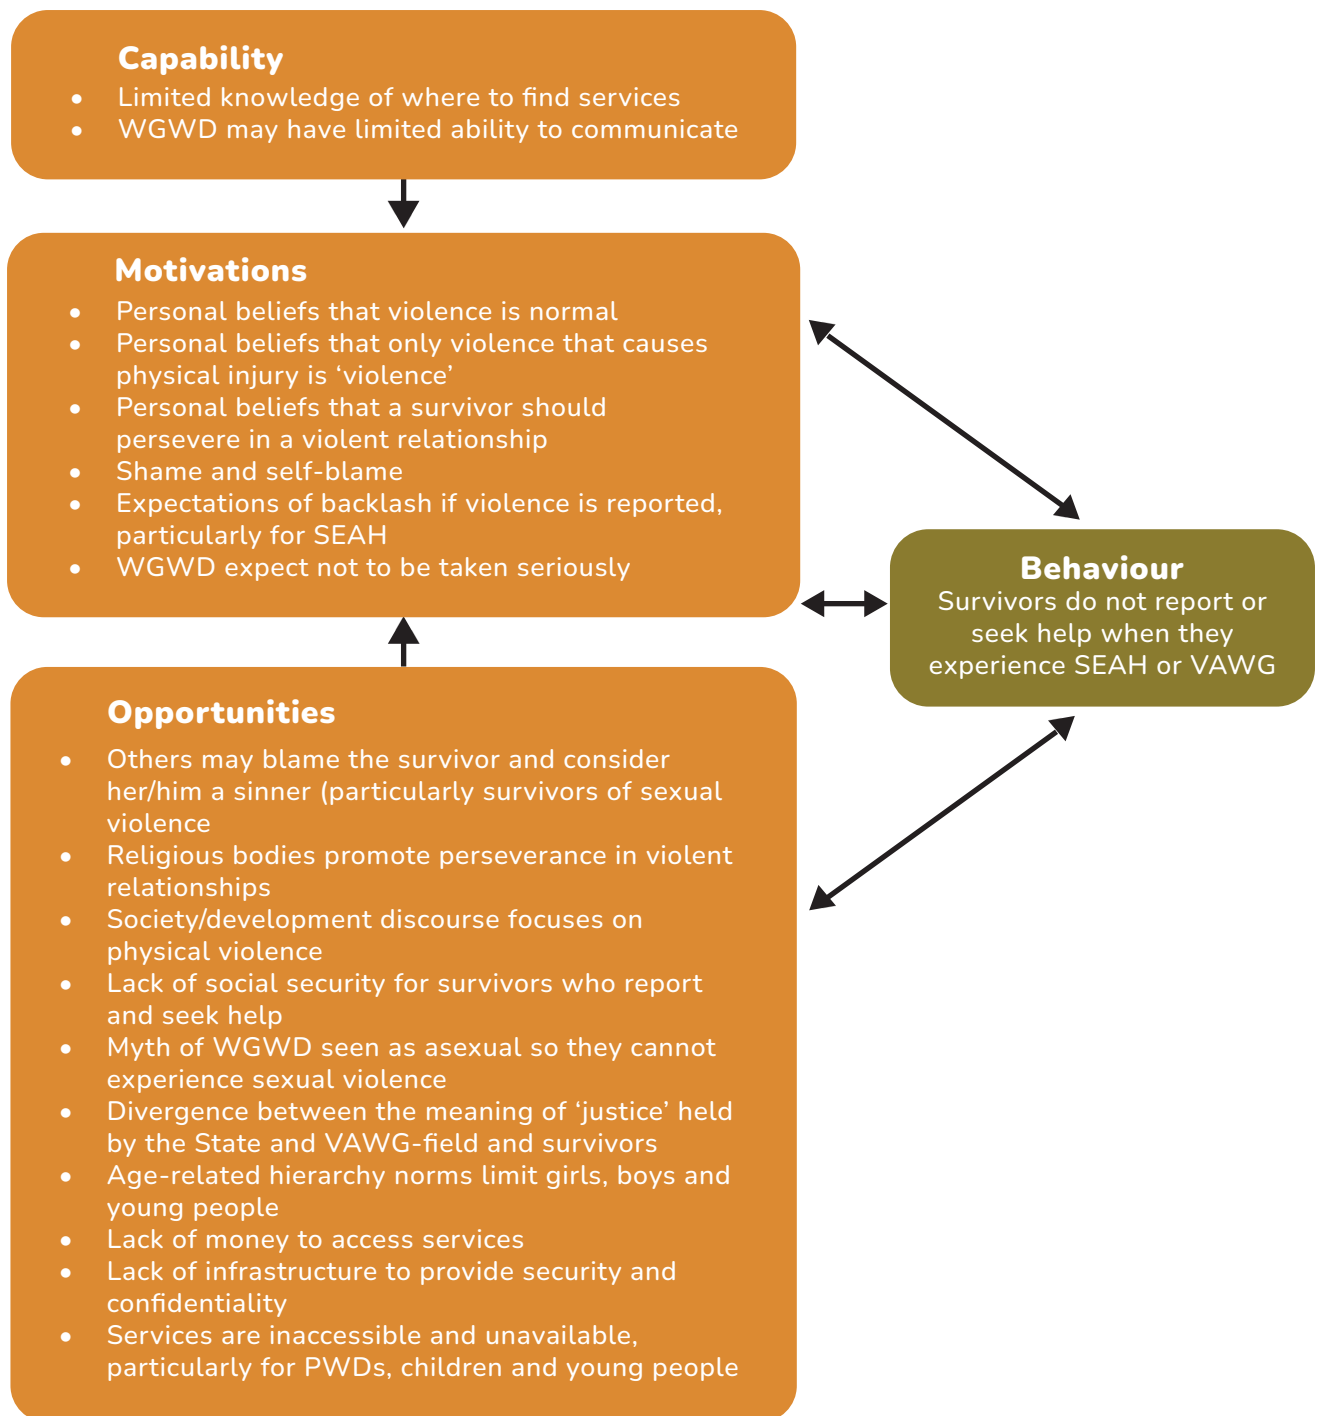 Capability
• Limited knowledge of where to find services
• WGWD may have limited ability to communicate
Motivations
• Personal beliefs that violence is normal
• Personal beliefs that only violence that causes
physical injury is ‘violence’
• Personal beliefs that a survivor should
persevere in a violent relationship
• Shame and self-blame
• Expectations of backlash if violence is reported,
particularly for SEAH
• WGWD expect not to be taken seriously
Behaviour
Survivors do not report or
seek help when they
experience SEAH or VAWG
Opportunities
• Others may blame the survivor and consider
her/him a sinner (particularly survivors of sexual
violence
• Religious bodies promote perseverance in violent
relationships
• Society/development discourse focuses on
physical violence
• Lack of social security for survivors who report
and seek help
• Myth of WGWD seen as asexual so they cannot
experience sexual violence
• Divergence between the meaning of ‘justice’ held
by the State and VAWG-field and survivors
• Age-related hierarchy norms limit girls, boys and
young people
• Lack of money to access services
• Lack of infrastructure to provide security and
confidentiality
• Services are inaccessible and unavailable,
particularly for PWDs, children and young people